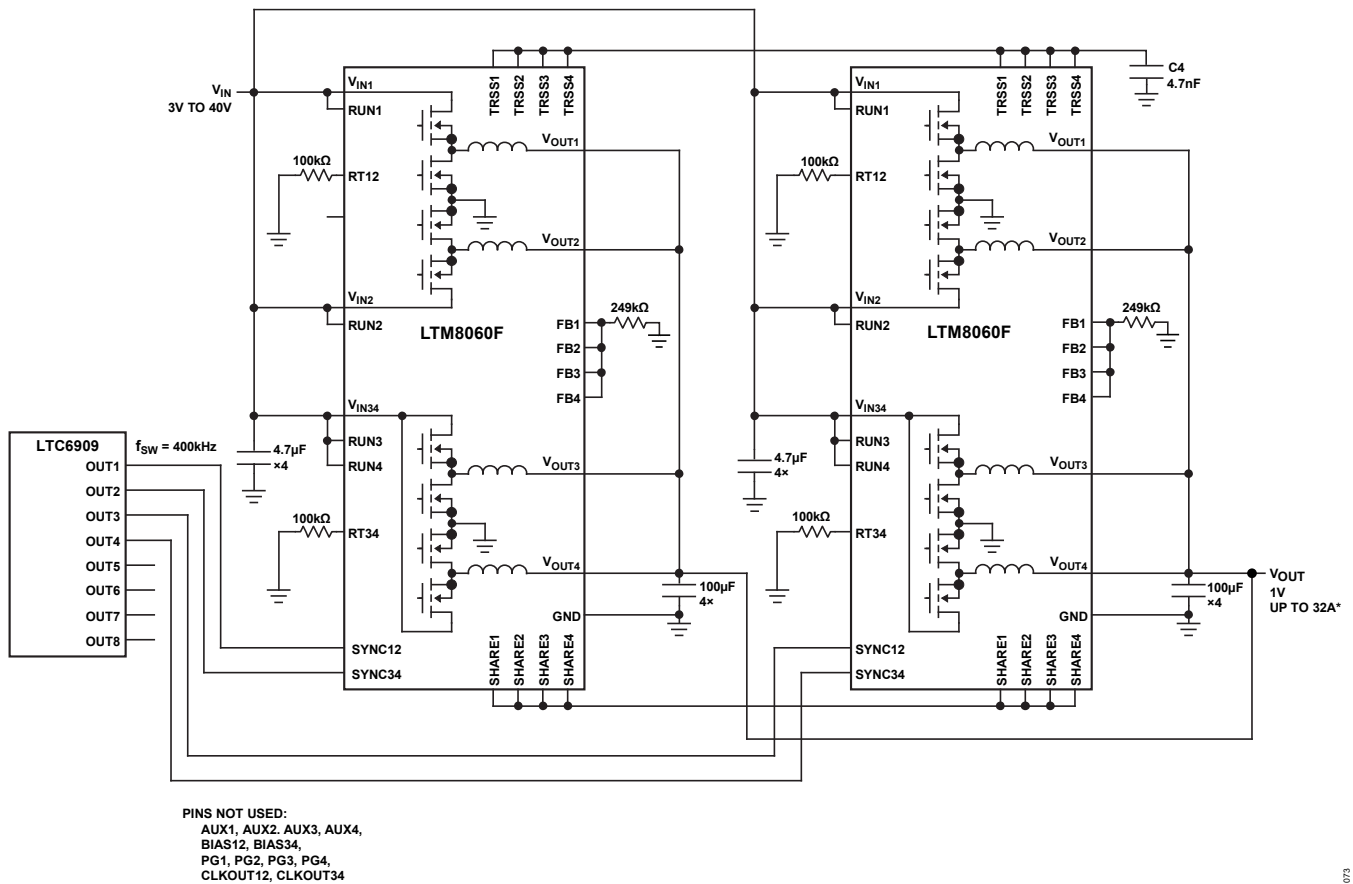 TRSS1
TRSS2
TRSS3
TRSS4
TRSS1
TRSS2
TRSS3
TRSS4
C4
4.7nF
VIN
3V TO 40V
VIN1
RUN1
VIN1
RUN1
VOUT1
VOUT1
100kΩ
RT12
100kΩ
RT12
VOUT2
VOUT2
VIN2
RUN2
LTM8060F
VIN2
RUN2
LTM8060F
FB1
FB2
FB3
FB4
249kΩ
FB1
FB2
FB3
FB4
249kΩ
VIN34
RUN3
RUN4
VIN34
RUN3
RUN4
LTC6909
fSW = 400kHz
OUT1
OUT2
OUT3
OUT4
OUT5
OUT6
OUT7
OUT8
4.7µF
×4
4.7µF
4×
VOUT3
VOUT3
100kΩ
RT34
100kΩ
RT34
VOUT4
VOUT4
100µF
4×
100µF
×4
VOUT
1V
UP TO 32A*
GND
GND
SYNC12
SYNC34
SYNC12
SYNC34
SHARE1
SHARE2
SHARE3
SHARE4
SHARE1
SHARE2
SHARE3
SHARE4
PINS NOT USED:
AUX1, AUX2. AUX3, AUX4,
BIAS12, BIAS34,
PG1, PG2, PG3, PG4,
CLKOUT12, CLKOUT34
073